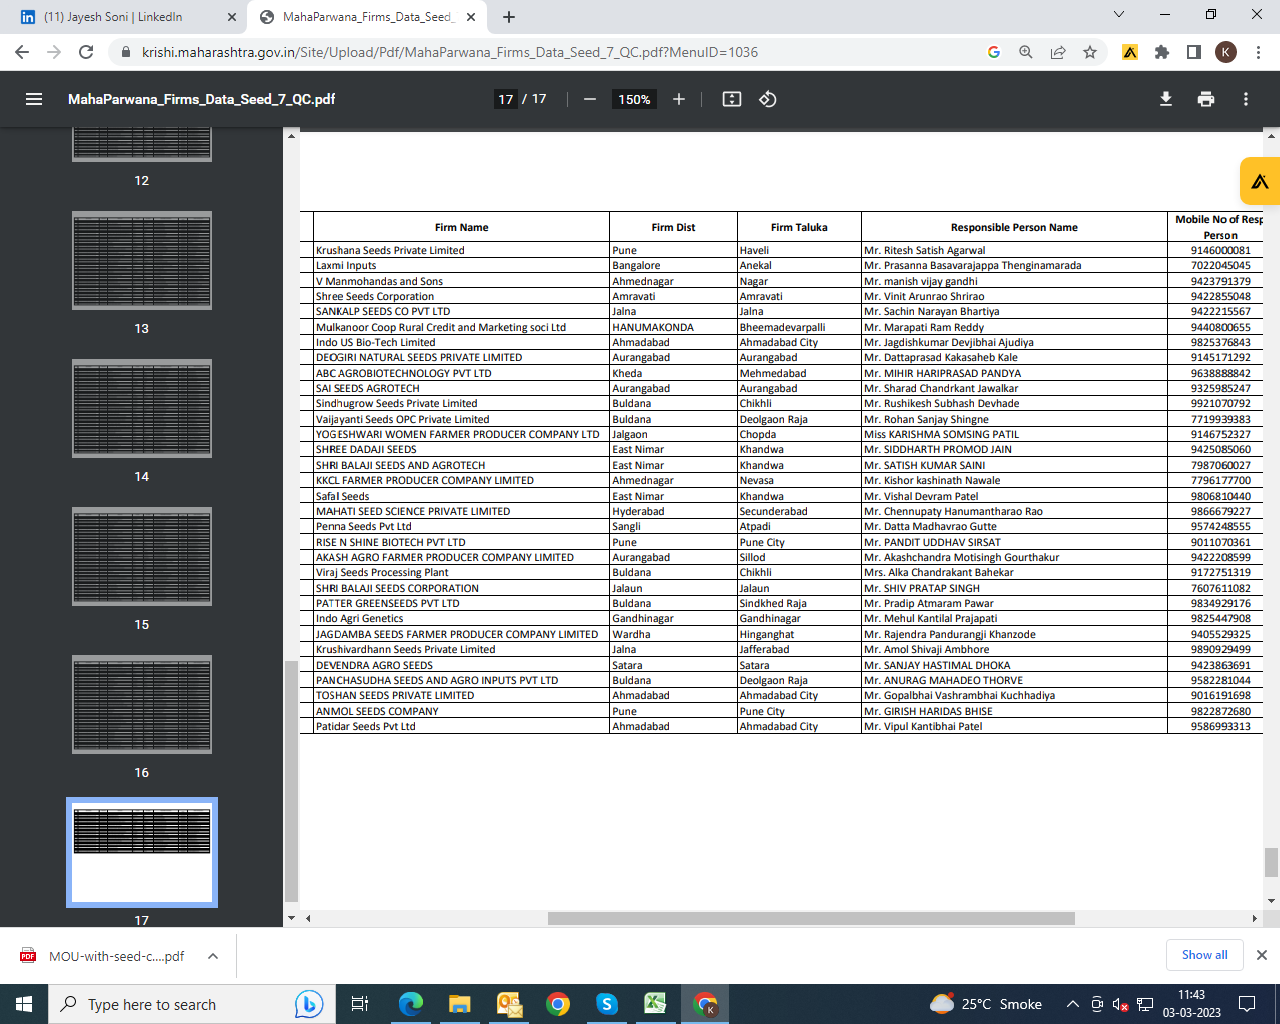 (11) Jayesh Soni | LinkedIn
MahaParwana_Firms_Data_Seed_
krishi.maharashtra.gov.in/Site/Upload/Pdf/MahaParwana_Firms_Data_Seed_7_QC.pdf?MenuID=1036
K
MahaParwana_Firms_Data_Seed_7_QC.pdf
17 / 17
150%
12
13
14
15
16
17
Firm Name Firm Dist Firm Taluka Responsible Person Name Mobile No of Resp Person
Krushana Seeds Private Limited Pune Haveli Mr. Ritesh Satish Agarwal 9146000081
Laxmi Inputs Bangalore Anekal Mr. Prasanna Basavarajappa Thenginamarada 7022045045
V Manmohandas and Sons Ahmednagar Nagar Mr. manish vijay gandhi 9423791379
Shree Seeds Corporation Amravati Amravati Mr. Vinit Arunrao Shrirao 9422855048
SANKALP SEEDS CO PVT LTD Jalna Jalna Mr. Sachin Narayan Bhartiya 9422215567
Mulkanoor Coop Rural Credit and Marketing soci Ltd HANUMAKONDA Bheemadevarpalli Mr. Marapati Ram Reddy 9440800655
Indo US Bio-Tech Limited Ahmadabad Ahmadabad City Mr. Jagdishkumar Devjibhai Ajudiya 9825376843
DEOGIRI NATURAL SEEDS PRIVATE LIMITED Aurangabad Aurangabad Mr. Dattaprasad Kakasaheb Kale 9145171292
ABC AGROBIOTECHNOLOGY PVT LTD Kheda Mehmedabad Mr. MIHIR HARIPRASAD PANDYA 9638888842
SAI SEEDS AGROTECH Aurangabad Aurangabad Mr. Sharad Chandrkant Jawalkar 9325985247
Sindhugrow Seeds Private Limited Buldana Chikhli Mr. Rushikesh Subhash Devhade 9921070792
Vaijayanti Seeds OPC Private Limited Buldana Deolgaon Raja Mr. Rohan Sanjay Shingne 7719939383
YOGESHWARI WOMEN FARMER PRODUCER COMPANY LTD Jalgaon Chopda Miss KARISHMA SOMSING PATIL 9146752327
SHREE DADAJI SEEDS East Nimar Khandwa Mr. SIDDHARTH PROMOD JAIN 9425085060
SHRI BALAJI SEEDS AND AGROTECH East Nimar Khandwa Mr. SATISH KUMAR SAINI 7987060027
KKCL FARMER PRODUCER COMPANY LIMITED Ahmednagar Nevasa Mr. Kishor kashinath Nawale 7796177700
Safal Seeds East Nimar Khandwa Mr. Vishal Devram Patel 9806810440
MAHATI SEED SCIENCE PRIVATE LIMITED Hyderabad Secunderabad Mr. Chennupaty Hanumantharao Rao 9866679227
Penna Seeds Pvt Ltd Sangli Atpadi Mr. Datta Madhavrao Gutte 9574248555
RISE N SHINE BIOTECH PVT LTD Pune Pune City Mr. PANDIT UDDHAV SIRSAT 9011070361
AKASH AGRO FARMER PRODUCER COMPANY LIMITED Aurangabad Sillod Mr. Akashchandra Motisingh Gourthakur 9422208599
Viraj Seeds Processing Plant Buldana Chikhli Mrs. Alka Chandrakant Bahekar 9172751319
SHRI BALAJI SEEDS CORPORATION Jalaun Jalaun Mr. SHIV PRATAP SINGH 7607611082
PATTER GREENSEEDS PVT LTD Buldana Sindkhed Raja Mr. Pradip Atmaram Pawar 9834929176
Indo Agri Genetics Gandhinagar Gandhinagar Mr. Mehul Kantilal Prajapati 9825447908
JAGDAMBA SEEDS FARMER PRODUCER COMPANY LIMITED Wardha Hinganghat Mr. Rajendra Pandurangji Khanzode 9405529325
Krushivardhann Seeds Private Limited Jalna Jafferabad Mr. Amol Shivaji Ambhore 9890929499
DEVENDRA AGRO SEEDS Satara Satara Mr. SANJAY HASTIMAL DHOKA 9423863691
PANCHASUDHA SEEDS AND AGRO INPUTS PVT LTD Buldana Deolgaon Raja Mr. ANURAG MAHADEO THORVE 9582281044
TOSHAN SEEDS PRIVATE LIMITED Ahmadabad Ahmadabad City Mr. Gopalbhai Vashrambhai Kuchhadiya 9016191698
ANMOL SEEDS COMPANY Pune Pune City Mr. GIRISH HARIDAS BHISE 9822872680
Patidar Seeds Pvt Ltd Ahmadabad Ahmadabad City Mr. Vipul Kantibhai Patel 9586993313
MOU-with-seed-c....pdf
Show all
Type here to search
25°C Smoke
11:43
03-03-2023